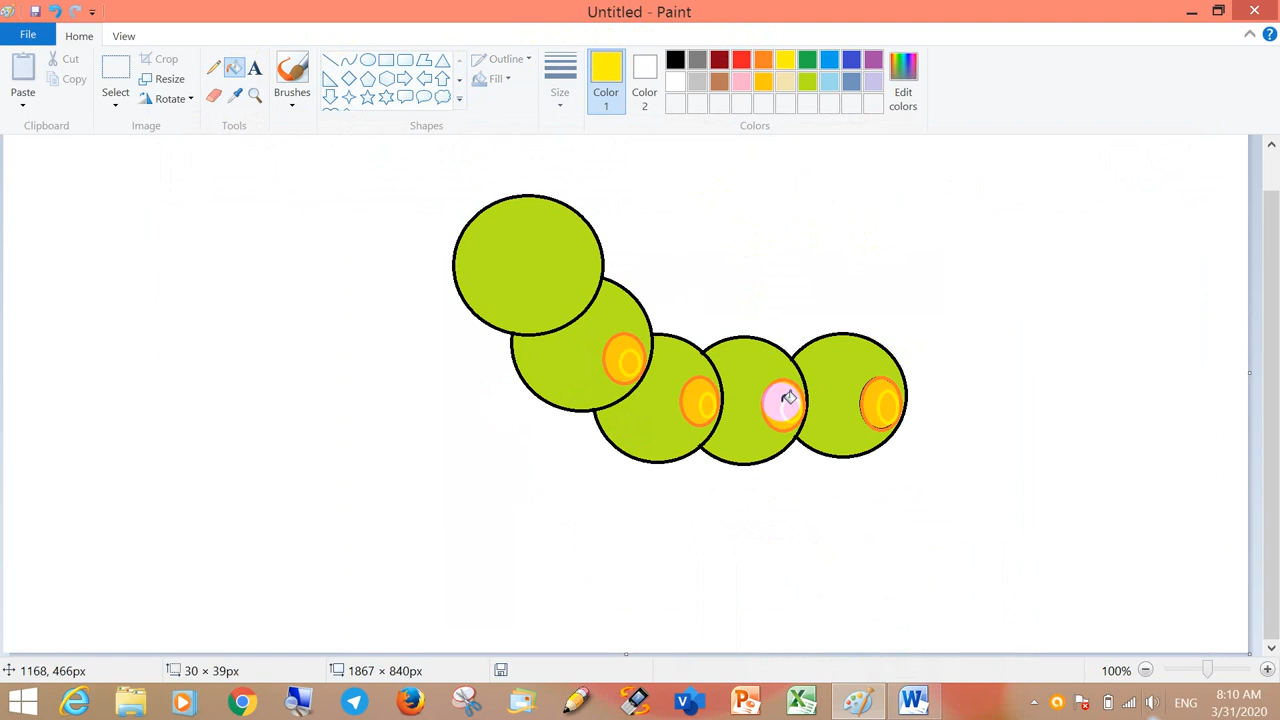 Untitled - Paint
File
Home
View
Paste
Cut
Copy
Clipboard
Select
Crop
Resize
Rotate
Image
A
Tools
Brushes
Outline
Fill
Shapes
Size
Color
1
Color
2
Edit
colors
Colors
1168, 466px
30 × 39px
1867 × 840px
100%
ENG
8:10 AM
3/31/2020